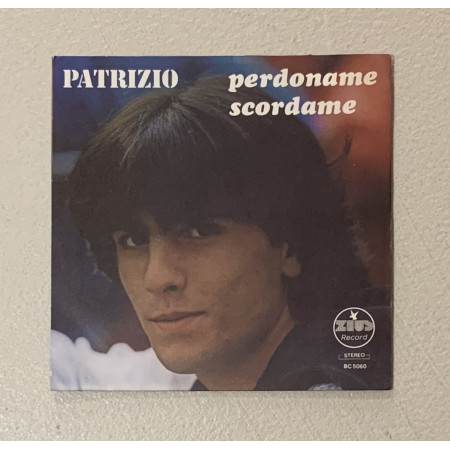 PATRIZIO
perdoname
scordame
ZEUS
Record
STEREO
BC 5060